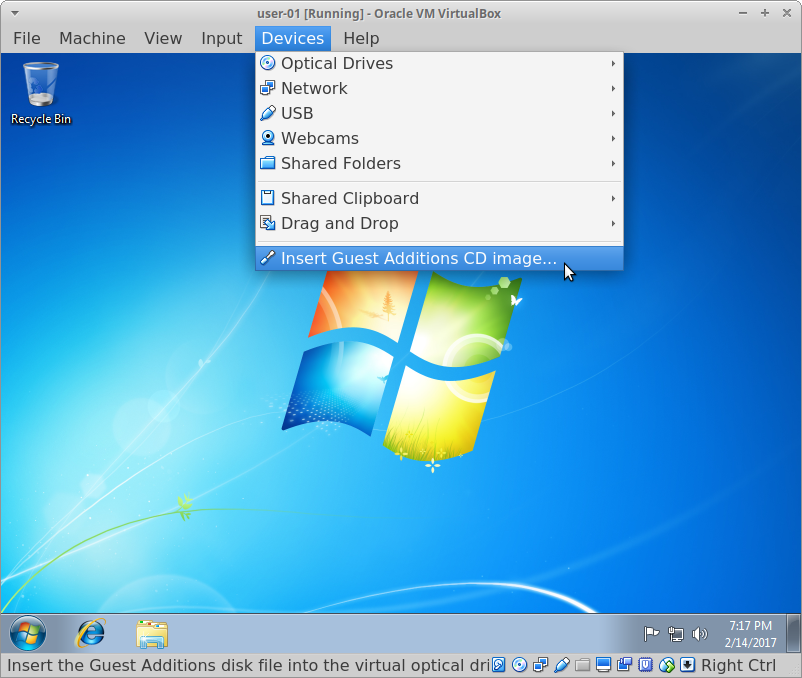 user-01 [Running] - Oracle VM VirtualBox
File Machine View Input Devices Help
Optical Drives
Network
USB
Webcams
Shared Folders
Shared Clipboard
Drag and Drop
Insert Guest Additions CD image...
Recycle Bin
7:17 PM
2/14/2017
Insert the Guest Additions disk file into the virtual optical dri
Right Ctrl